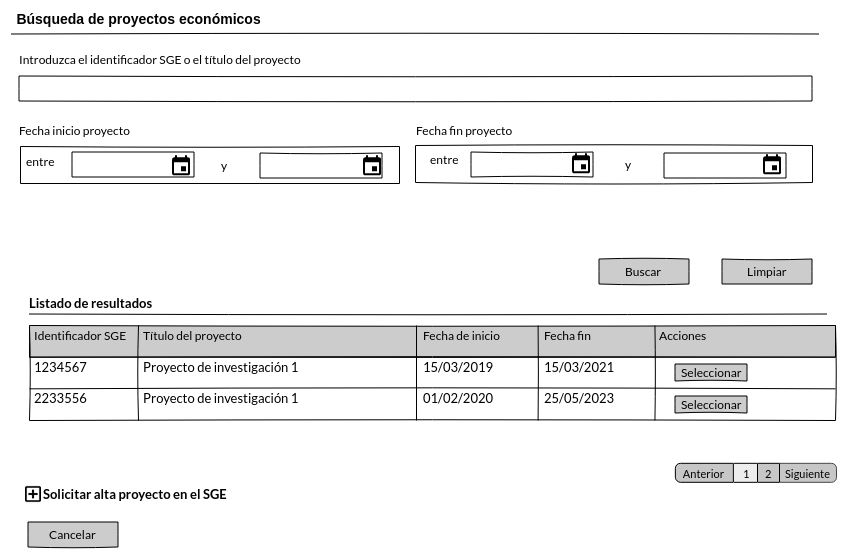 Búsqueda de proyectos económicos
Introduzca el identificador SGE o el título del proyecto
Fecha inicio proyecto Fecha fin proyecto
entre y entre y
Buscar Limpiar
Listado de resultados
Identificador SGE Título del proyecto Fecha de inicio Fecha fin Acciones
1234567 Proyecto de investigación 1 15/03/2019 15/03/2021 Seleccionar
2233556 Proyecto de investigación 1 01/02/2020 25/05/2023 Seleccionar
Anterior 1 2 Siguiente
Solicitar alta proyecto en el SGE
Cancelar